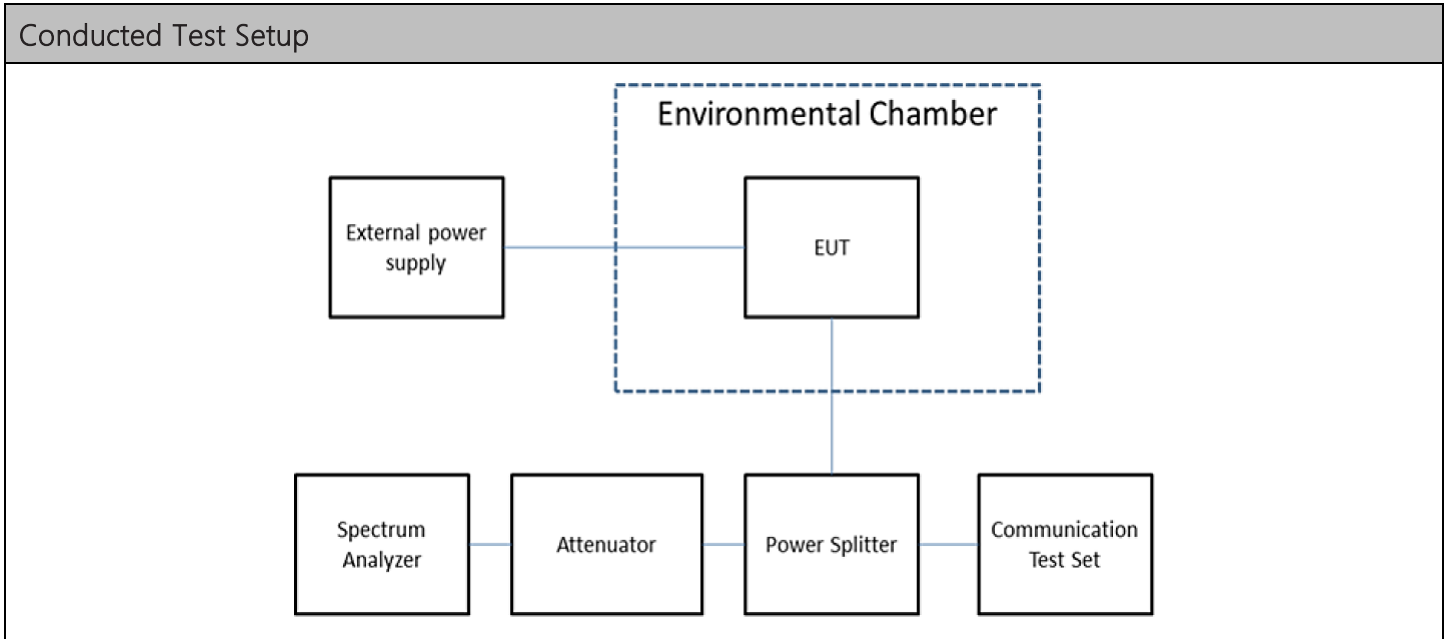 Conducted Test Setup
Environmental Chamber
External power
supply
EUT
Spectrum
Analyzer
Attenuator
Power Splitter
Communication
Test Set